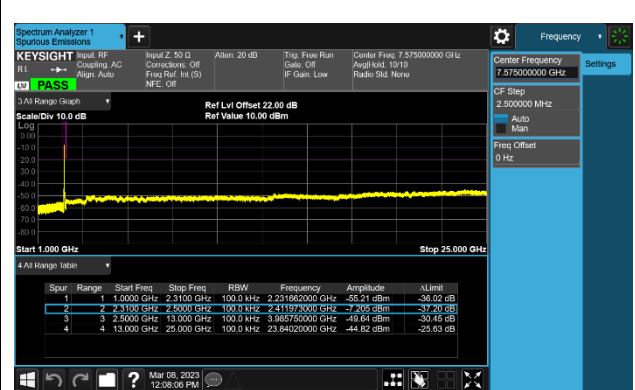 Spectrum Analyzer 1
Spurious Emissions
Frequency
KEYSIGHT
Input: RF
Coupling: AC
Align: Auto
Input Z: 50 Ω
Corrections: Off
Freq Ref: Int (S)
NFE: Off
Atten: 20 dB
Trig: Free Run
Gate: Off
IF Gain: Low
Center Freq: 7.575000000 GHz
Avg|Hold: 10/10
Radio Std: None
RL
PASS
Center Frequency
7.575000000 GHz
Settings
CF Step
2.500000 MHz
Auto
Man
Freq Offset
0 Hz
3 All Range Graph
Scale/Div 10.0 dB
Ref Lvl Offset 22.00 dB
Ref Value 10.00 dBm
Log
0.00
-10.0
-20.0
-30.0
-40.0
-50.0
-60.0
-70.0
-80.0
Start 1.000 GHz
Stop 25.000 GHz
4 All Range Table
Spur Range Start Freq Stop Freq RBW Frequency Amplitude ΔLimit
1 1 1.0000 GHz 2.3100 GHz 100.0 kHz 2.231662000 GHz -55.21 dBm -36.02 dB
2 2 2.3100 GHz 2.5000 GHz 100.0 kHz 2.411973000 GHz -7.205 dBm -37.20 dB
3 3 2.5000 GHz 13.000 GHz 100.0 kHz 3.985750000 GHz -49.64 dBm -30.45 dB
4 4 13.000 GHz 25.000 GHz 100.0 kHz 23.84020000 GHz -44.82 dBm -25.63 dB
?
Mar 08, 2023
12:08:06 PM